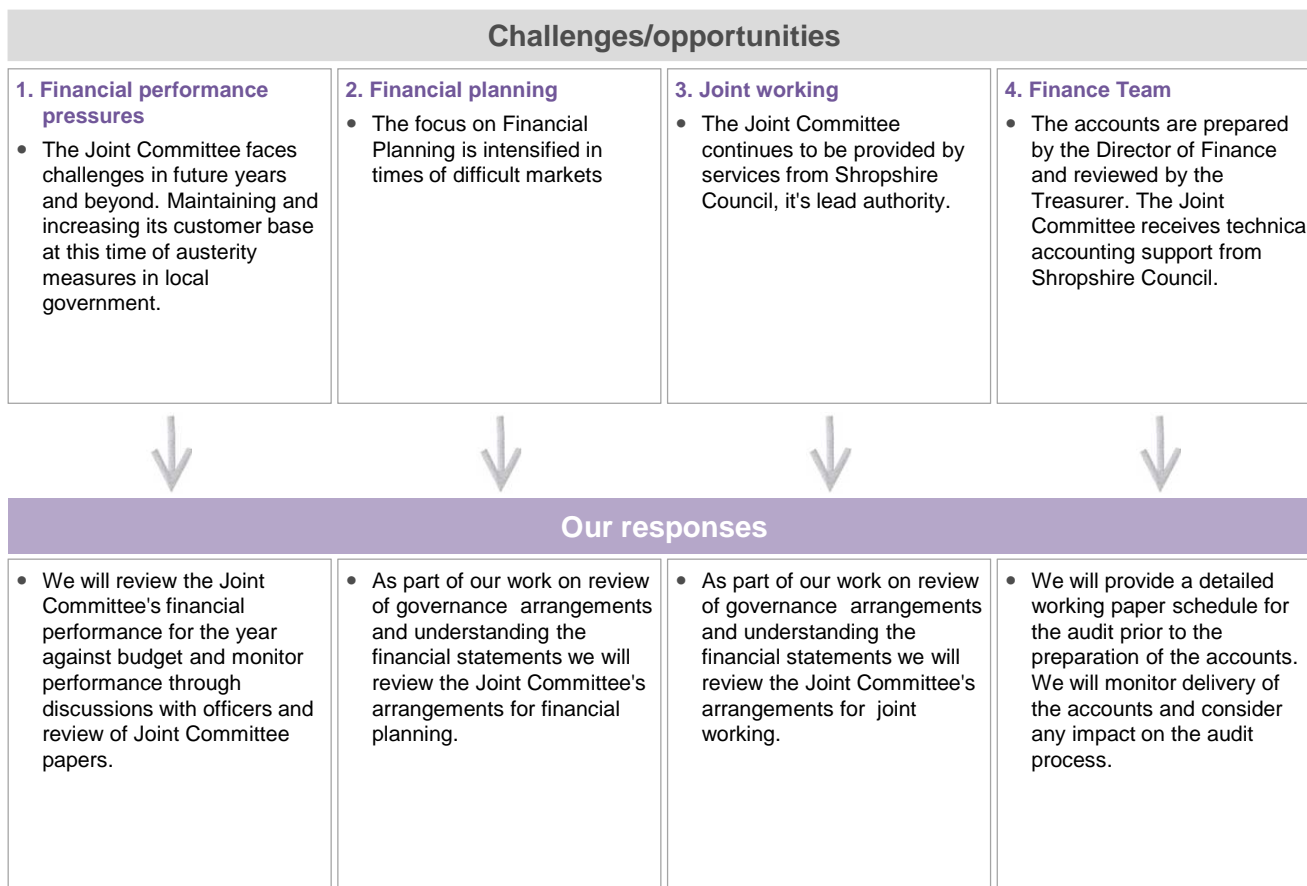 Challenges/opportunities
1. Financial performance
pressures
• The Joint Committee faces
challenges in future years
and beyond. Maintaining and
increasing its customer base
at this time of austerity
measures in local
government.
2. Financial planning
• The focus on Financial
Planning is intensified in
times of difficult markets
3. Joint working
• The Joint Committee
continues to be provided by
services from Shropshire
Council, it's lead authority.
4. Finance Team
• The accounts are prepared
by the Director of Finance
and reviewed by the
Treasurer. The Joint
Committee receives technica
accounting support from
Shropshire Council.
Our responses
• We will review the Joint
Committee's financial
performance for the year
against budget and monitor
performance through
discussions with officers and
review of Joint Committee
papers.
• As part of our work on review
of governance arrangements
and understanding the
financial statements we will
review the Joint Committee's
arrangements for financial
planning.
• As part of our work on review
of governance arrangements
and understanding the
financial statements we will
review the Joint Committee's
arrangements for joint
working.
• We will provide a detailed
working paper schedule for
the audit prior to the
preparation of the accounts.
We will monitor delivery of
the accounts and consider
any impact on the audit
process.